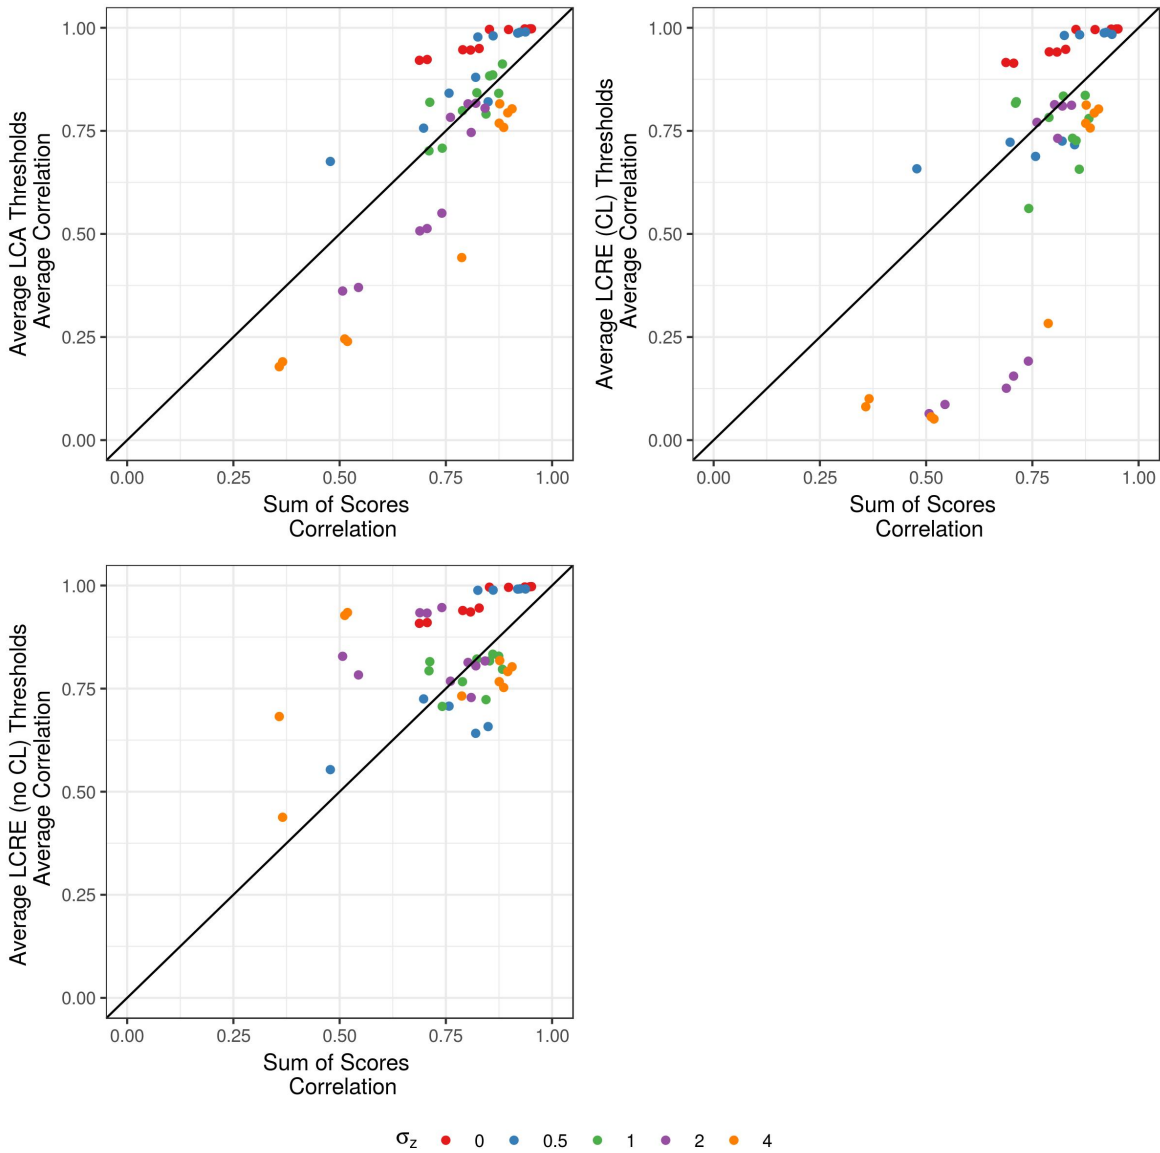 Average LCA Thresholds
Average Correlation
1.00
0.75
0.50
0.25
0.00
0.00 0.25 0.50 0.75 1.00
Sum of Scores
Correlation
Average LCRE (CL) Thresholds
Average Correlation
1.00
0.75
0.50
0.25
0.00
0.00 0.25 0.50 0.75 1.00
Sum of Scores
Correlation
Average LCRE (no CL) Thresholds
Average Correlation
1.00
0.75
0.50
0.25
0.00
0.00 0.25 0.50 0.75 1.00
Sum of Scores
Correlation
σz 0 0.5 1 2 4